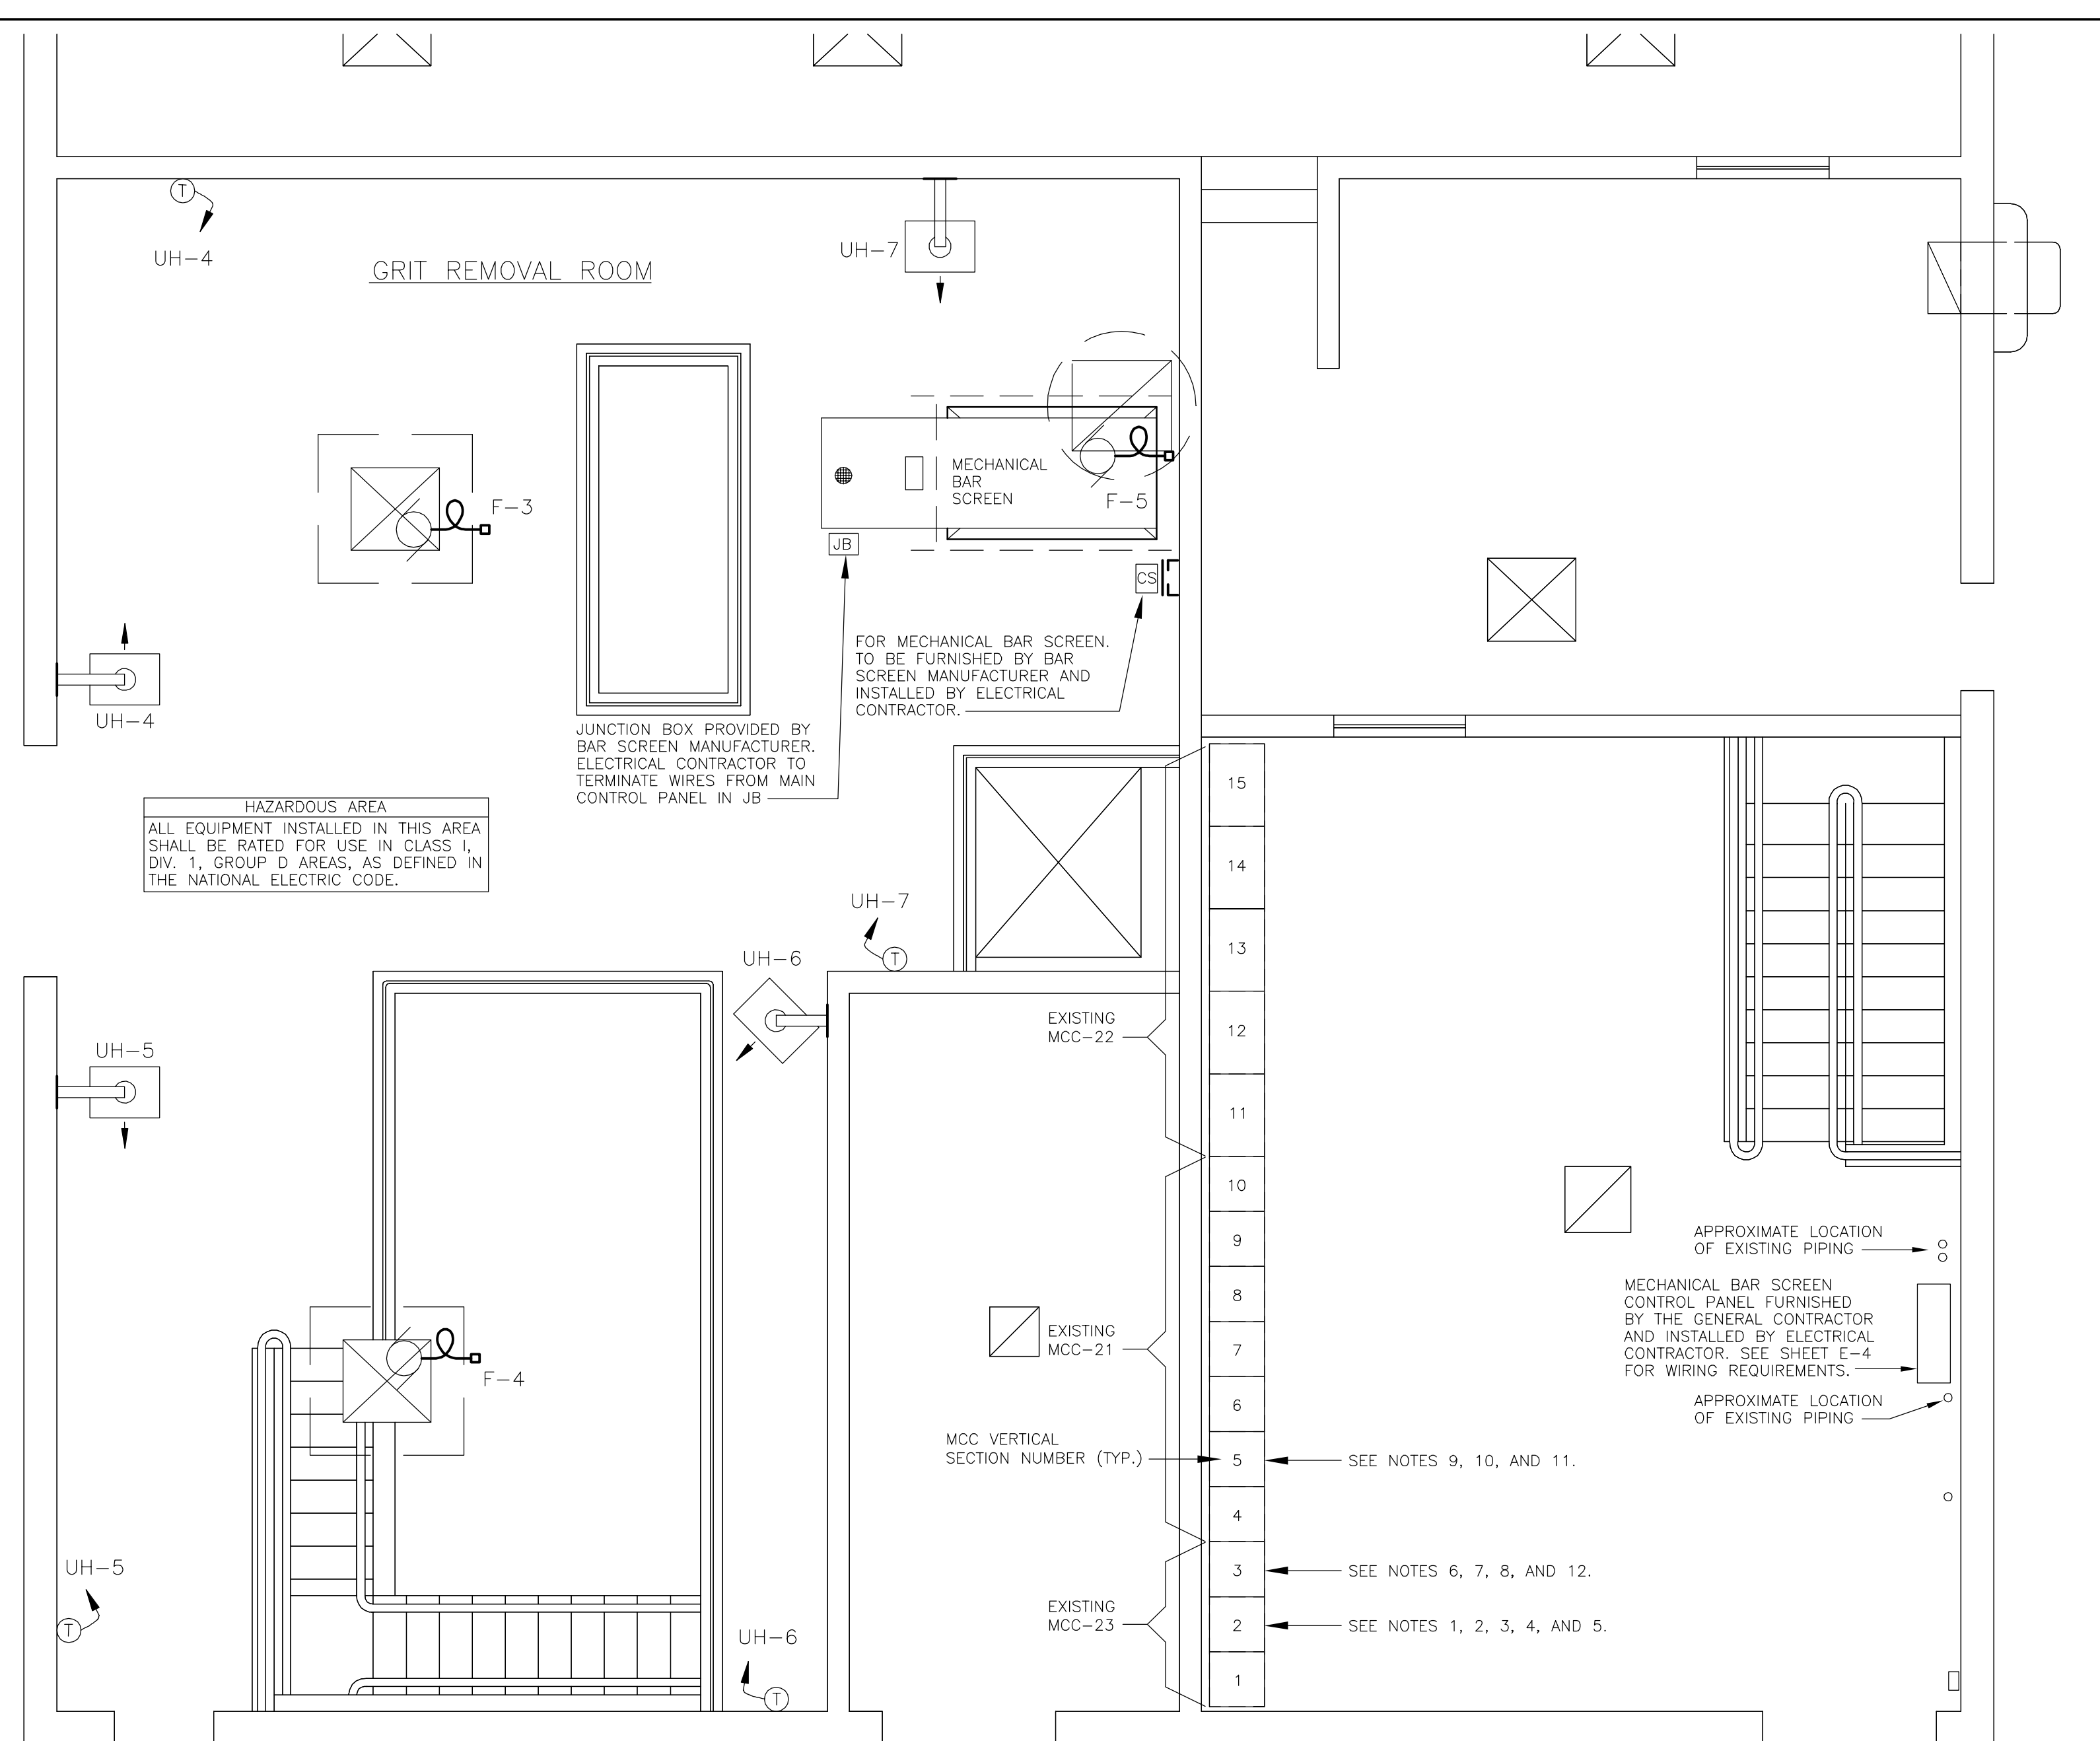 T
UH-4
GRIT REMOVAL ROOM
UH-7
MECHANICAL
BAR
SCREEN
F-3
F-5
JB
CS
FOR MECHANICAL BAR SCREEN.
TO BE FURNISHED BY BAR
SCREEN MANUFACTURER AND
INSTALLED BY ELECTRICAL
CONTRACTOR.
UH-4
JUNCTION BOX PROVIDED BY
BAR SCREEN MANUFACTURER.
ELECTRICAL CONTRACTOR TO
TERMINATE WIRES FROM MAIN
CONTROL PANEL IN JB
HAZARDOUS AREA
ALL EQUIPMENT INSTALLED IN THIS AREA
SHALL BE RATED FOR USE IN CLASS I,
DIV. 1, GROUP D AREAS, AS DEFINED IN
THE NATIONAL ELECTRIC CODE.
UH-7
T
UH-6
UH-5
EXISTING
MCC-22
15
14
13
12
11
10
9
8
7
6
5
4
3
2
1
EXISTING
MCC-21
F-4
MCC VERTICAL
SECTION NUMBER (TYP.)
SEE NOTES 9, 10, AND 11.
SEE NOTES 6, 7, 8, AND 12.
SEE NOTES 1, 2, 3, 4, AND 5.
EXISTING
MCC-23
APPROXIMATE LOCATION
OF EXISTING PIPING
MECHANICAL BAR SCREEN
CONTROL PANEL FURNISHED
BY THE GENERAL CONTRACTOR
AND INSTALLED BY ELECTRICAL
CONTRACTOR. SEE SHEET E-4
FOR WIRING REQUIREMENTS.
APPROXIMATE LOCATION
OF EXISTING PIPING
UH-5
T
UH-6
T